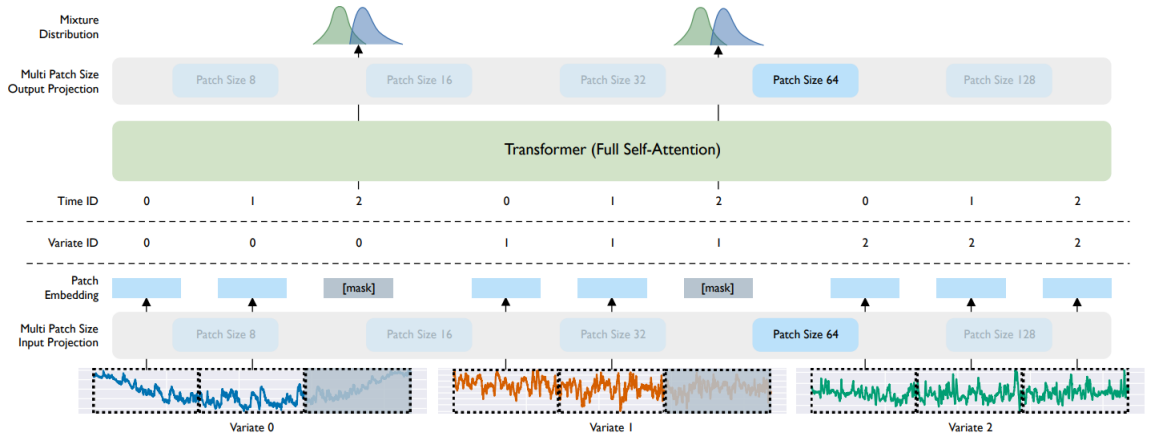 Mixture
Distribution
Multi Patch Size
Output Projection
Patch Size 8
Patch Size 16
Patch Size 32
Patch Size 64
Patch Size 128
Transformer (Full Self-Attention)
Time ID
0 1 2 0 1 2 0 1 2
Variate ID
0 0 0 1 1 1 2 2 2
Patch
Embedding
[mask]
[mask]
Multi Patch Size
Input Projection
Patch Size 8
Patch Size 16
Patch Size 32
Patch Size 64
Patch Size 128
Variate 0
Variate 1
Variate 2